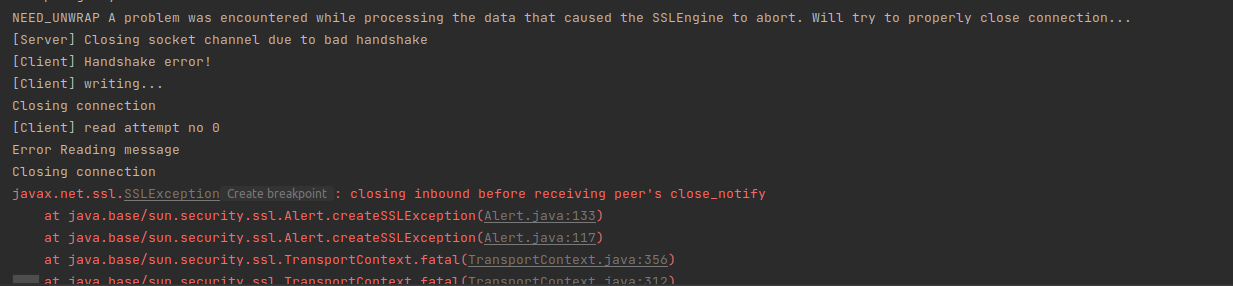 NEED_UNWRAP A problem was encountered while processing the data that caused the SSLEngine to abort. Will try to properly close connection...
[Server] Closing socket channel due to bad handshake
[Client] Handshake error!
[Client] writing...
Closing connection
[Client] read attempt no 0
Error Reading message
Closing connection
javax.net.ssl.SSLException Create breakpoint : closing inbound before receiving peer's close_notify
at java.base/sun.security.ssl.Alert.createSSLException(Alert.java:133)
at java.base/sun.security.ssl.Alert.createSSLException(Alert.java:117)
at java.base/sun.security.ssl.TransportContext.fatal(TransportContext.java:356)
at java.base/sun.security.ssl.TransportContext.fatal(TransportContext.java:312)